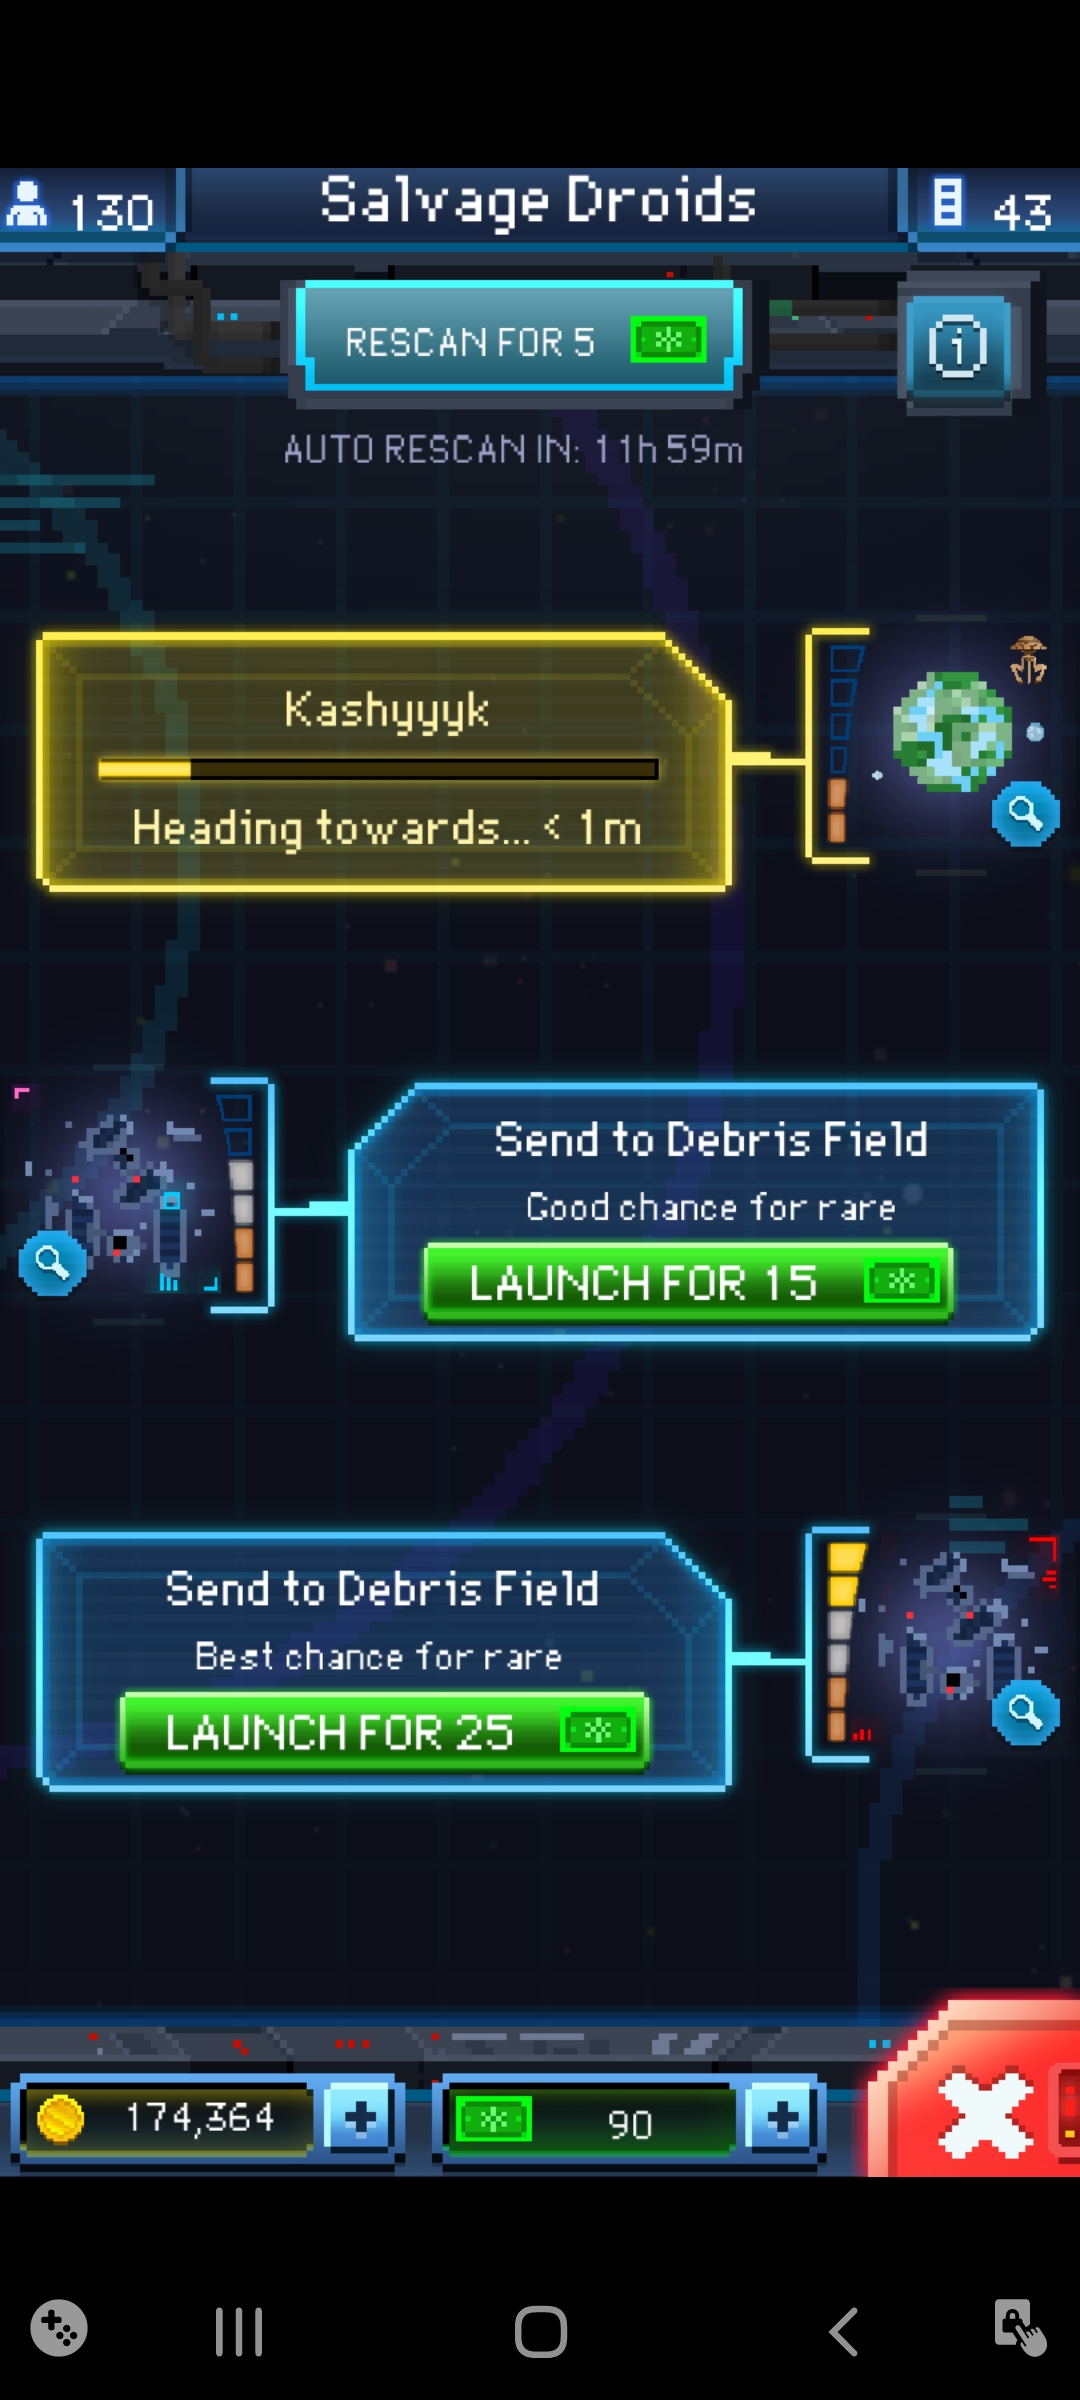 130
Salvage Droids
43
RESCAN FOR 5
AUTO RESCAN IN: 11h 59m
Kashyyyk
Heading towards... < 1m
Send to Debris Field
Good chance for rare
LAUNCH FOR 15
Send to Debris Field
Best chance for rare
LAUNCH FOR 25
174,364
90